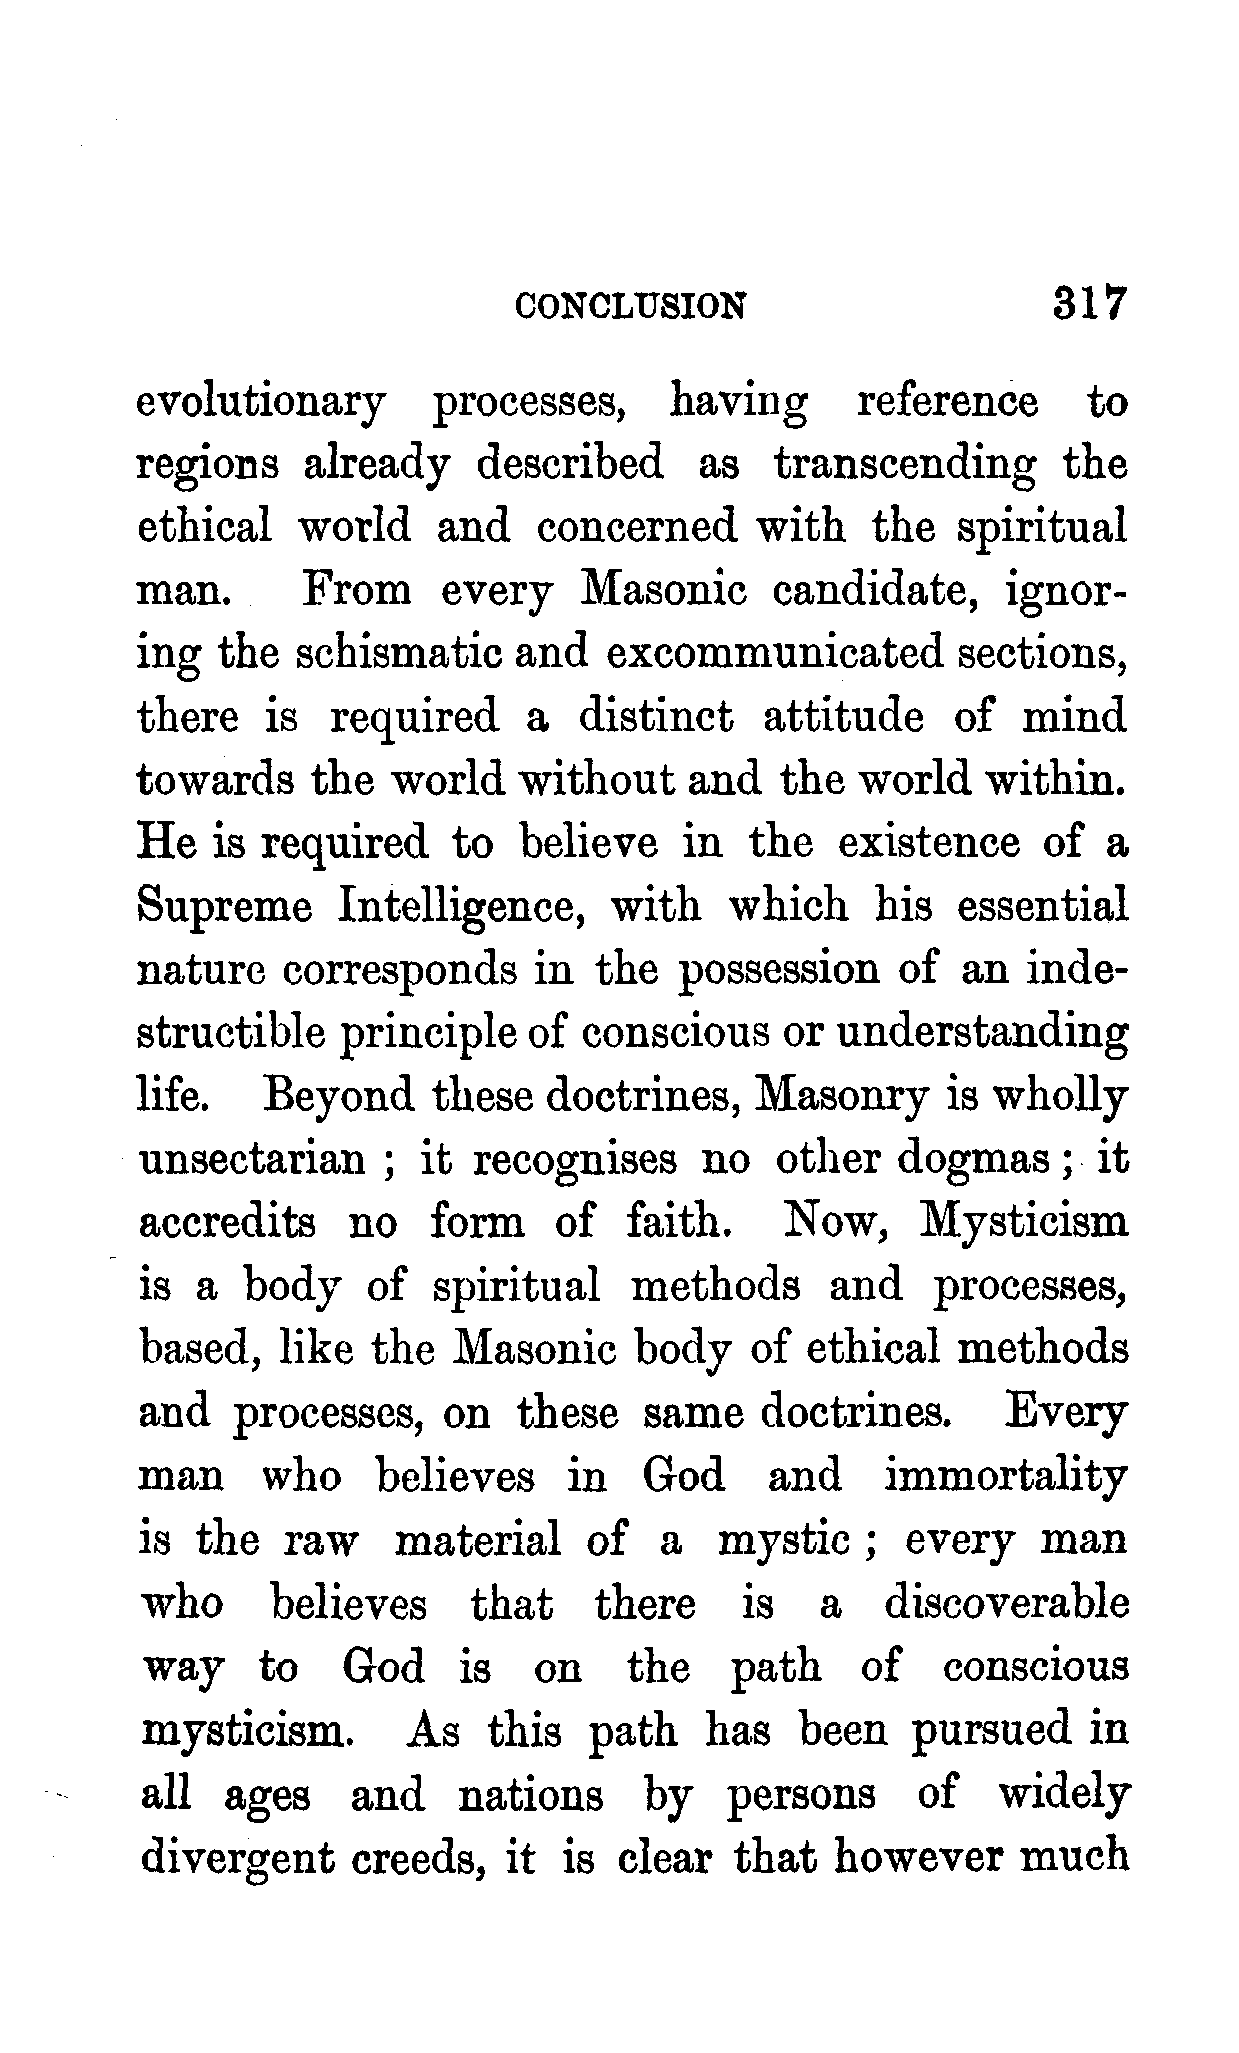 CONCLUSION 317
evolutionary processes, having reference to
regions already described as transcending the
ethical world and concerned with the spiritual
man. From every Masonic candidate, ignor-
ing the schismatic and excommunicated sections,
there is required a distinct attitude of mind
towards the world without and the world within.
He is required to believe in the existence of a
Supreme Intelligence, with which his essential
nature corresponds in the possession of an inde-
structible principle of conscious or understanding
life. Beyond these doctrines, Masonry is wholly
unsectarian ; it recognises no other dogmas ; it
accredits no form of faith. Now, Mysticism
is a body of spiritual methods and processes,
based, like the Masonic body of ethical methods
and processes, on these same doctrines. Every
man who believes in God and immortality
is the raw material of a mystic ; every man
who believes that there is a discoverable
way to God is on the path of conscious
mysticism. As this path has been pursued in
all ages and nations by persons of widely
divergent creeds, it is clear that however much